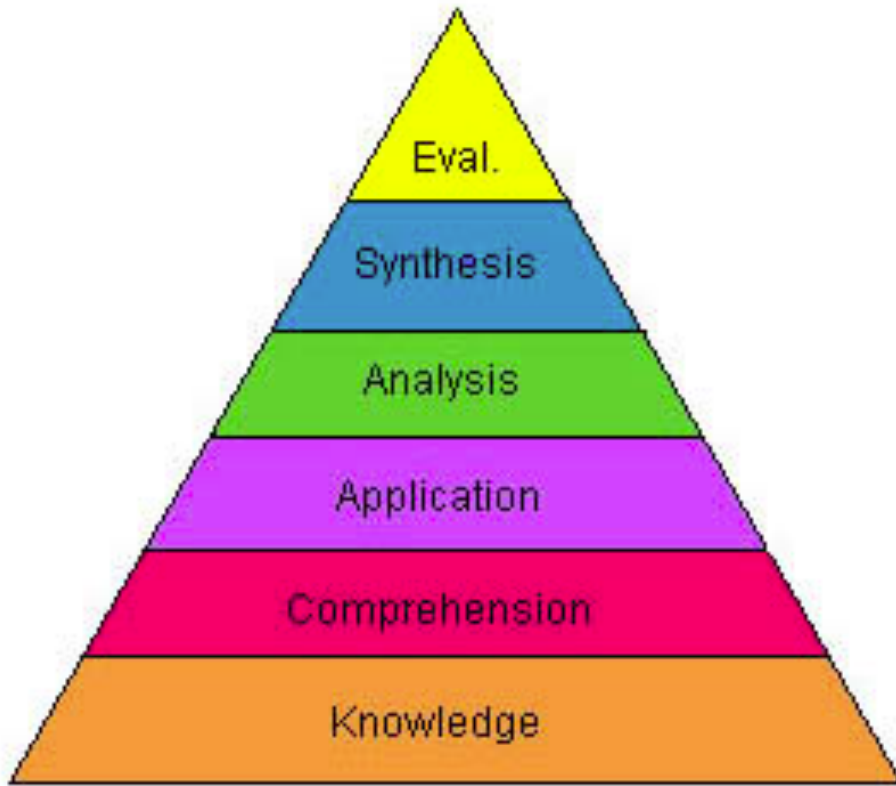 Eval.
Synthesis
Analysis
Application
Comprehension
Knowledge